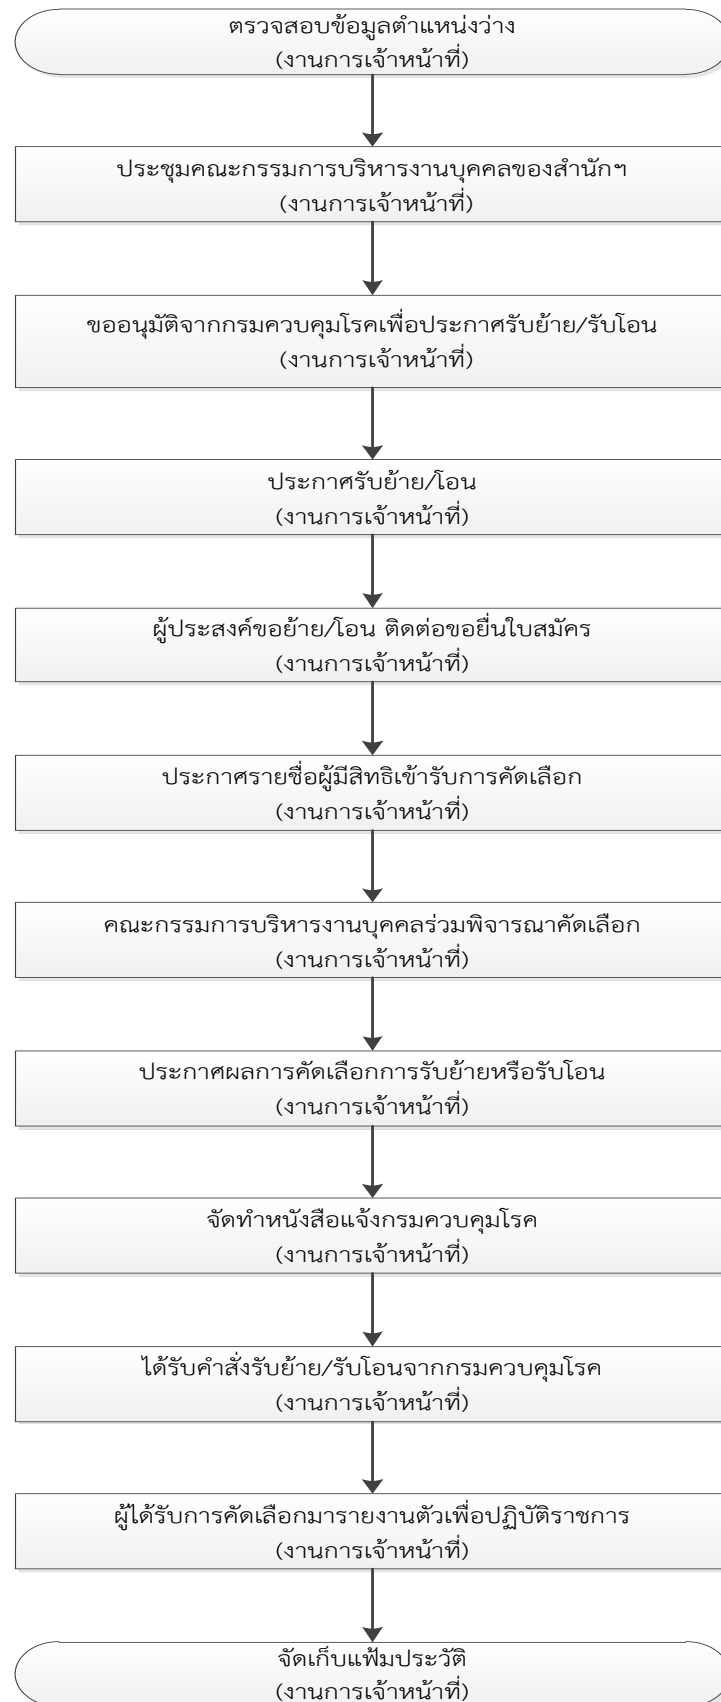 ตรวจสอบข้อมูลตำแหน่งว่าง
(งานการเจ้าหน้าที่)
ประชุมคณะกรรมการบริหารงานบุคคลของสำนักฯ
(งานการเจ้าหน้าที่)
ขออนุมัติจากกรมควบคุมโรคเพื่อประกาศรับย้าย/รับโอน
(งานการเจ้าหน้าที่)
ประกาศรับย้าย/โอน
(งานการเจ้าหน้าที่)
ผู้ประสงค์ขอย้าย/โอน ติดต่อขอยื่นใบสมัคร
(งานการเจ้าหน้าที่)
ประกาศรายชื่อผู้มีสิทธิเข้ารับการคัดเลือก
(งานการเจ้าหน้าที่)
คณะกรรมการบริหารงานบุคคลร่วมพิจารณาคัดเลือก
(งานการเจ้าหน้าที่)
ประกาศผลการคัดเลือกการรับย้ายหรือรับโอน
(งานการเจ้าหน้าที่)
จัดทำหนังสือแจ้งกรมควบคุมโรค
(งานการเจ้าหน้าที่)
ได้รับคำสั่งรับย้าย/รับโอนจากกรมควบคุมโรค
(งานการเจ้าหน้าที่)
ผู้ได้รับการคัดเลือกมารายงานตัวเพื่อปฏิบัติราชการ
(งานการเจ้าหน้าที่)
จัดเก็บแฟ้มประวัติ
(งานการเจ้าหน้าที่)